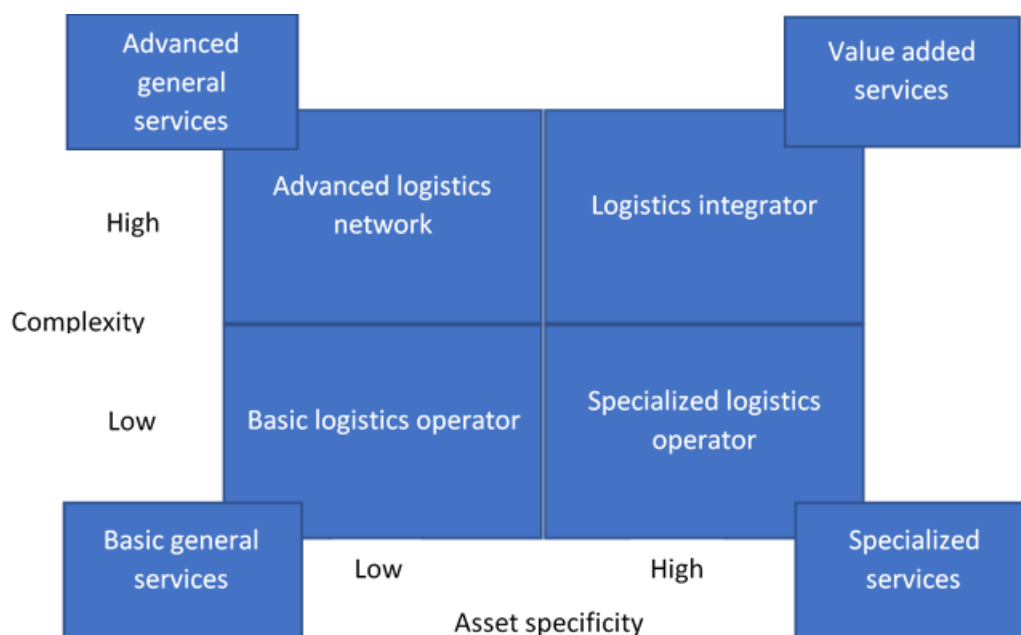 Advanced
general
services
Value added
services
Advanced logistics
network
Logistics integrator
High
Complexity
Low
Basic logistics operator
Specialized logistics
operator
Basic general
services
Specialized
services
Low
High
Asset specificity